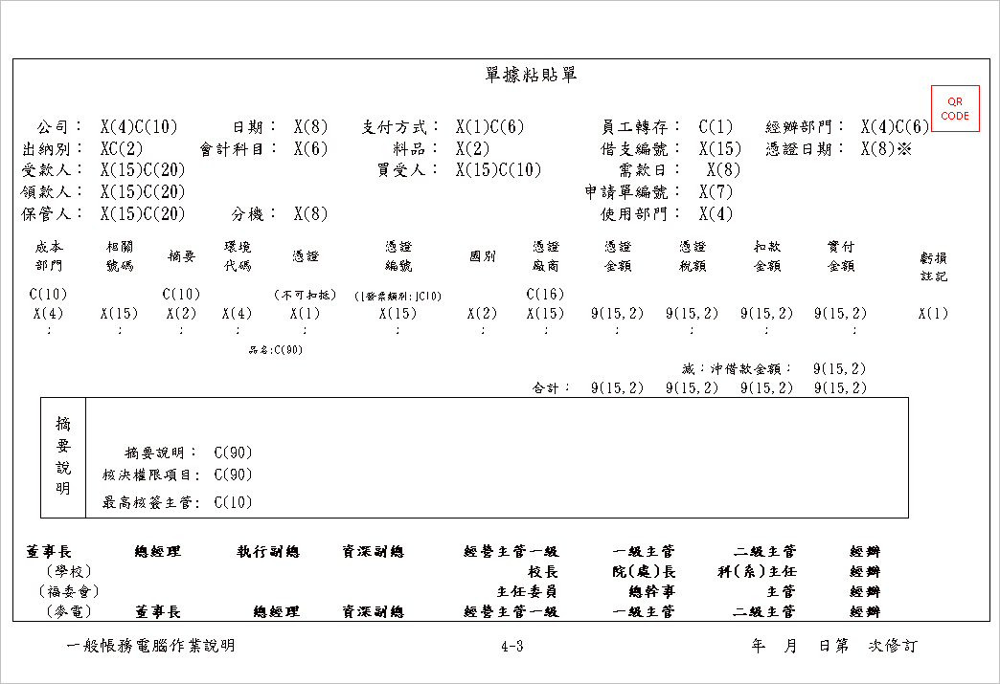 單據粘貼單
QR
CODE
公司： X(4)C(10) 日期： X(8) 支付方式： X(1)C(6) 員工轉存： C(1) 經辦部門： X(4)C(6)
出納別： XC(2) 會計科目： X(6) 料品： X(2) 借支編號： X(15) 憑證日期： X(8)※
受款人： X(15)C(20) 買受人： X(15)C(10) 需款日： X(8)
領款人： X(15)C(20) 申請單編號： X(7)
保管人： X(15)C(20) 分機： X(8) 使用部門： X(4)
成本 相關 摘要 環境 憑證 憑證 國別 憑證 憑證 憑證 扣款 實付 虧損
部門 號碼 代碼 編號 廠商 金額 稅額 金額 金額 註記
C(10) C(10) (不可扣抵) ([發票類別:]C10) C(16)
X(4) X(15) X(2) X(4) X(1) X(15) X(2) X(15) 9(15,2) 9(15,2) 9(15,2) 9(15,2) X(1)
： ： ： ： ： ： ： ： ： ： ： ：
品名:C(90)
減：沖借款金額： 9(15,2)
合計： 9(15,2) 9(15,2) 9(15,2) 9(15,2)
摘要說明
摘要說明： C(90)
核決權限項目: C(90)
最高核簽主管: C(10)
董事長 總經理 執行副總 資深副總 經營主管一級 一級主管 二級主管 經辦
(學校) 校長 院(處)長 科(系)主任 經辦
(福委會) 主任委員 總幹事 主管 經辦
(麥電) 董事長 總經理 資深副總 經營主管一級 一級主管 二級主管 經辦
一般帳務電腦作業說明 4-3 年 月 日第 次修訂